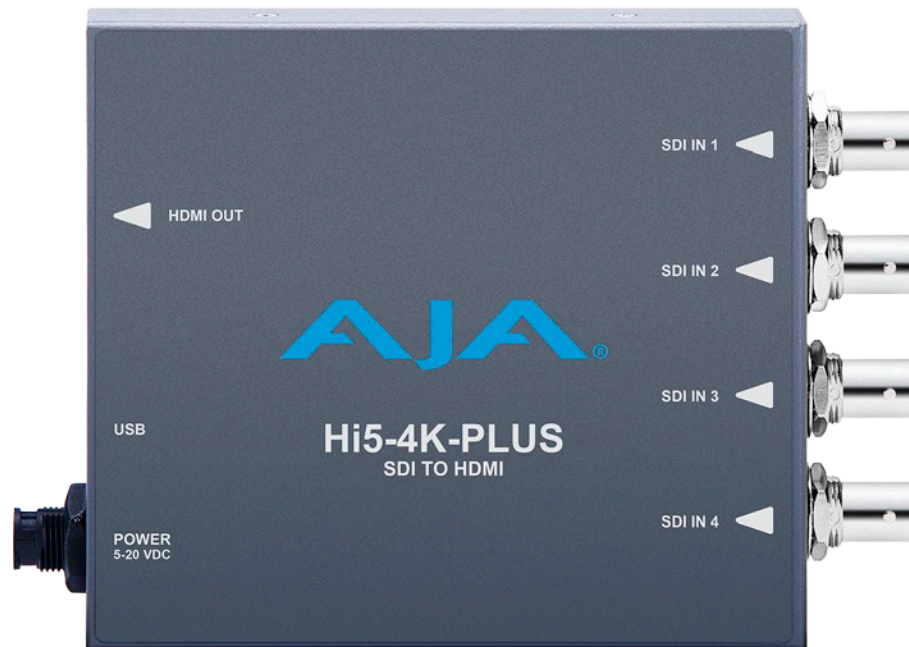 SDI IN 1
HDMI OUT
SDI IN 2
AJA®
SDI IN 3
USB
Hi5-4K-PLUS
SDI TO HDMI
SDI IN 4
POWER
5-20 VDC